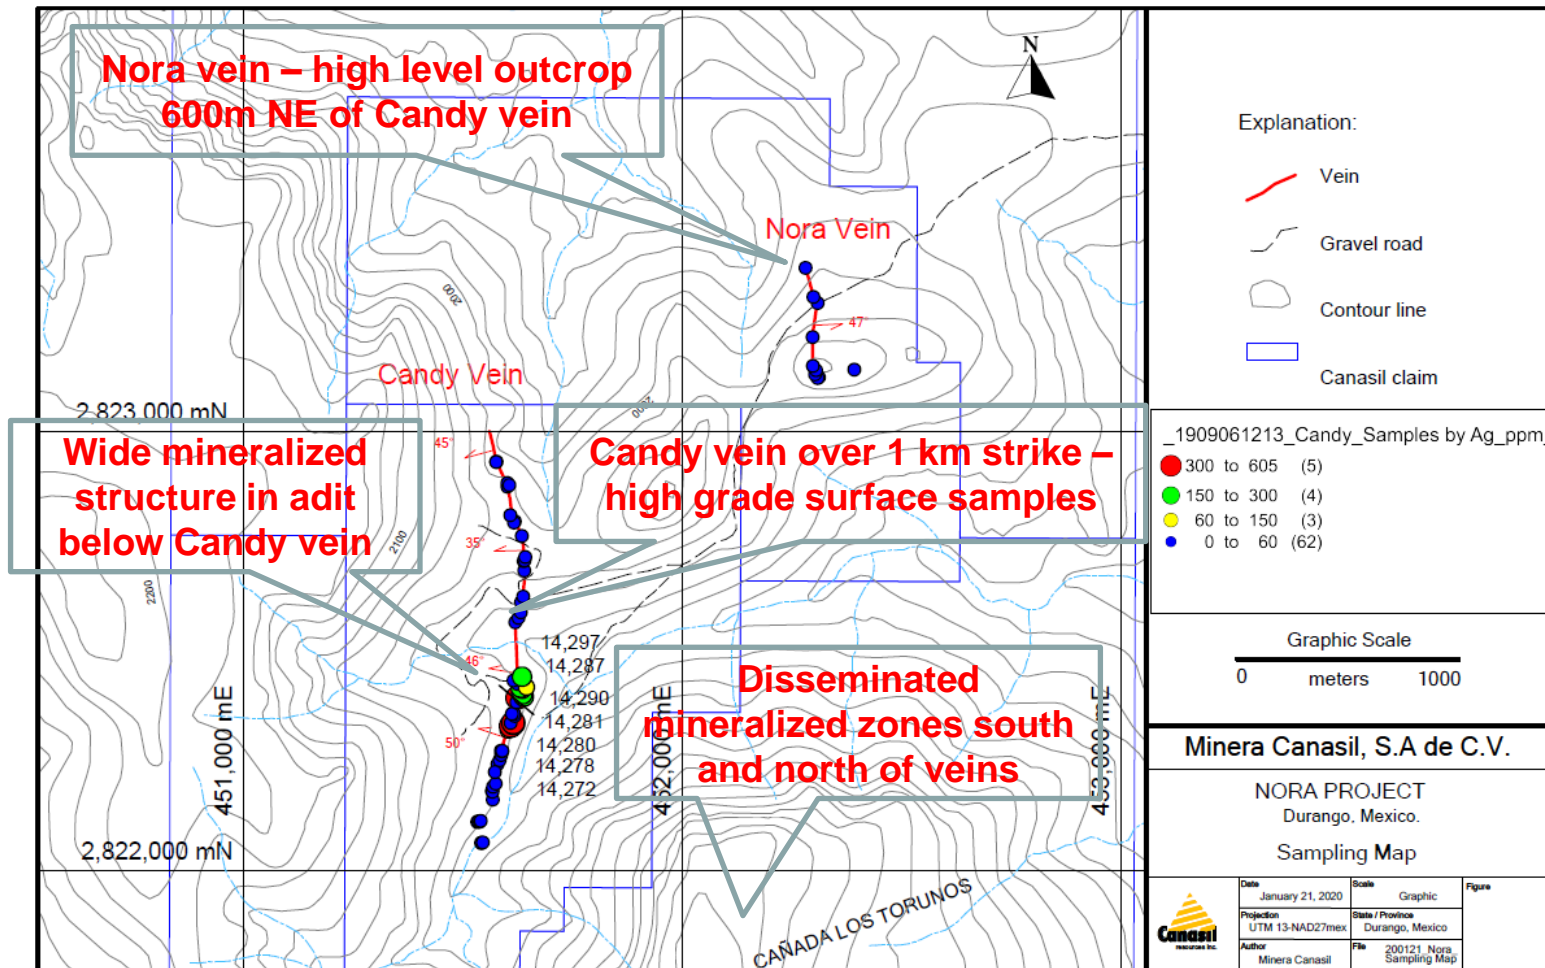 Nora vein – high level outcrop
600m NE of Candy vein
N
Nora Vein
47°
2000
Candy Vein
2000
2,823,000 mN
45°
Wide mineralized
structure in adit
below Candy vein
Candy vein over 1 km strike –
high grade surface samples
35°
2100
2200
14,297
14,287
46°
14,290
14,281
50°
14,280
14,278
14,272
Disseminated
mineralized zones south
and north of veins
451,000 mE
452,000 mE
453,000 mE
2,822,000 mN
CAÑADA LOS TORUNOS
Explanation:
Vein
Gravel road
Contour line
Canasil claim
_1909061213_Candy_Samples by Ag_ppm_
300 to 605 (5)
150 to 300 (4)
60 to 150 (3)
0 to 60 (62)
Graphic Scale
0 meters 1000
Minera Canasil, S.A de C.V.
NORA PROJECT
Durango, Mexico.
Sampling Map
Canasil
resources inc.
Date
January 21, 2020
Scale
Graphic
Figure
Projection
UTM 13-NAD27mex
State / Province
Durango, Mexico
Author
Minera Canasil
File
200121_Nora
Sampling Map